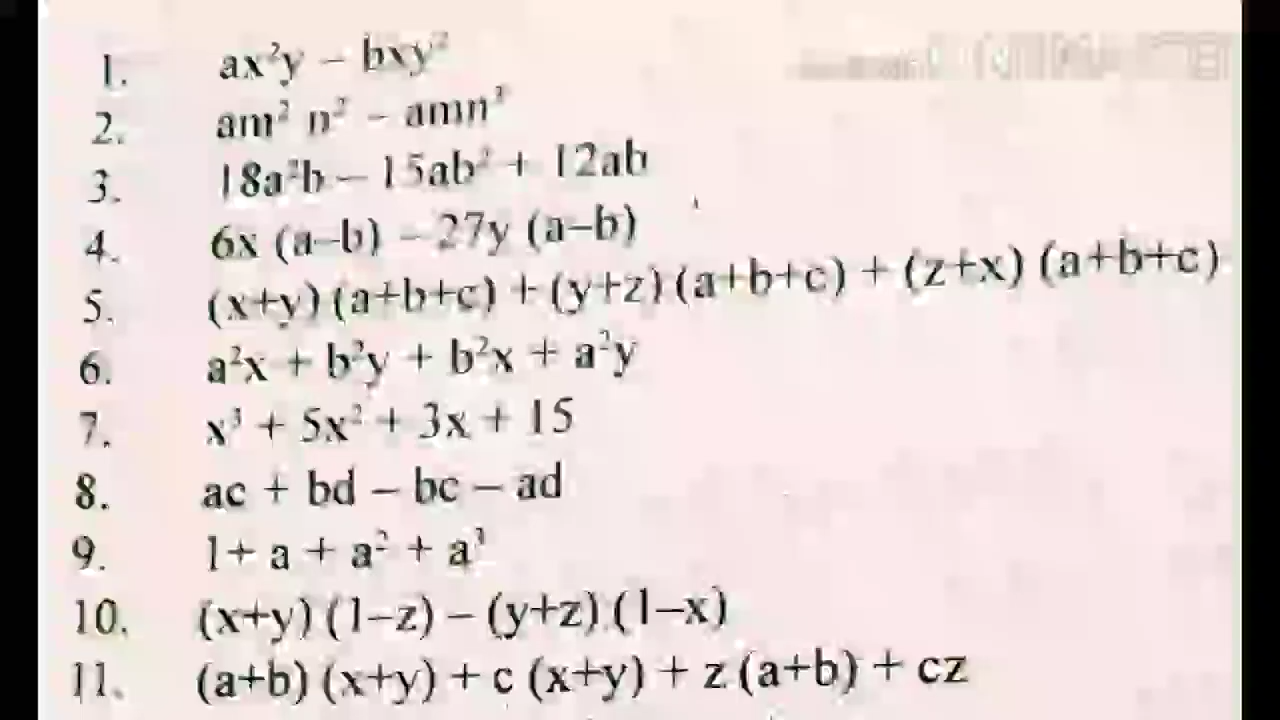 1. ax²y – bxy²
2. am² n² – amn³
3. 18a²b – 15ab² + 12ab
4. 6x (a–b) – 27y (a–b)
5. (x+y) (a+b+c) + (y+z) (a+b+c) + (z+x) (a+b+c)
6. a²x + b²y + b²x + a²y
7. x³ + 5x² + 3x + 15
8. ac + bd – bc – ad
9. 1+ a + a² + a³
10. (x+y) (1–z) – (y+z) (1–x)
11. (a+b) (x+y) + c (x+y) + z (a+b) + cz